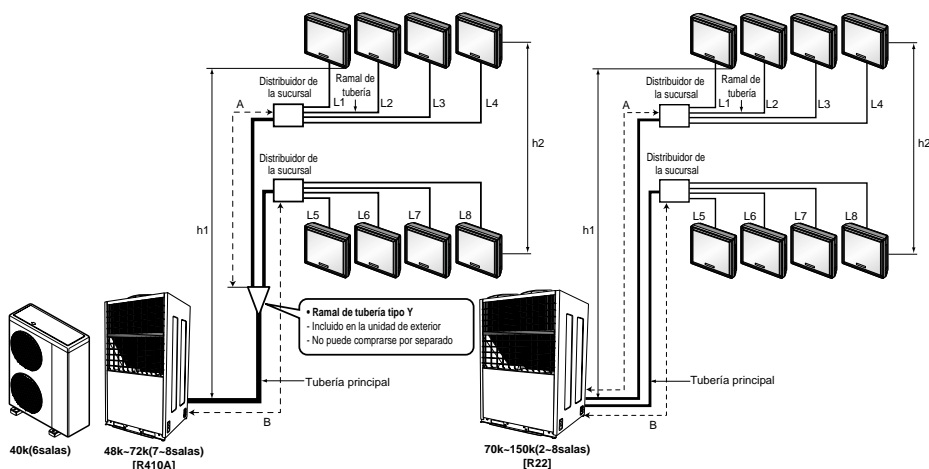 Distribuidor de
la sucursal
Ramal de
tubería
A
L1
L2
L3
L4
h2
Distribuidor de
la sucursal
L5
L6
L7
L8
h1
• Ramal de tubería tipo Y
- Incluido en la unidad de exterior
- No puede comprarse por separado
Tubería principal
B
40k(6salas)
48k~72k(7~8salas)
[R410A]
Distribuidor de
la sucursal
Ramal de
tubería
A
L1
L2
L3
L4
h2
Distribuidor de
la sucursal
L5
L6
L7
L8
h1
Tubería principal
B
70k~150k(2~8salas)
[R22]